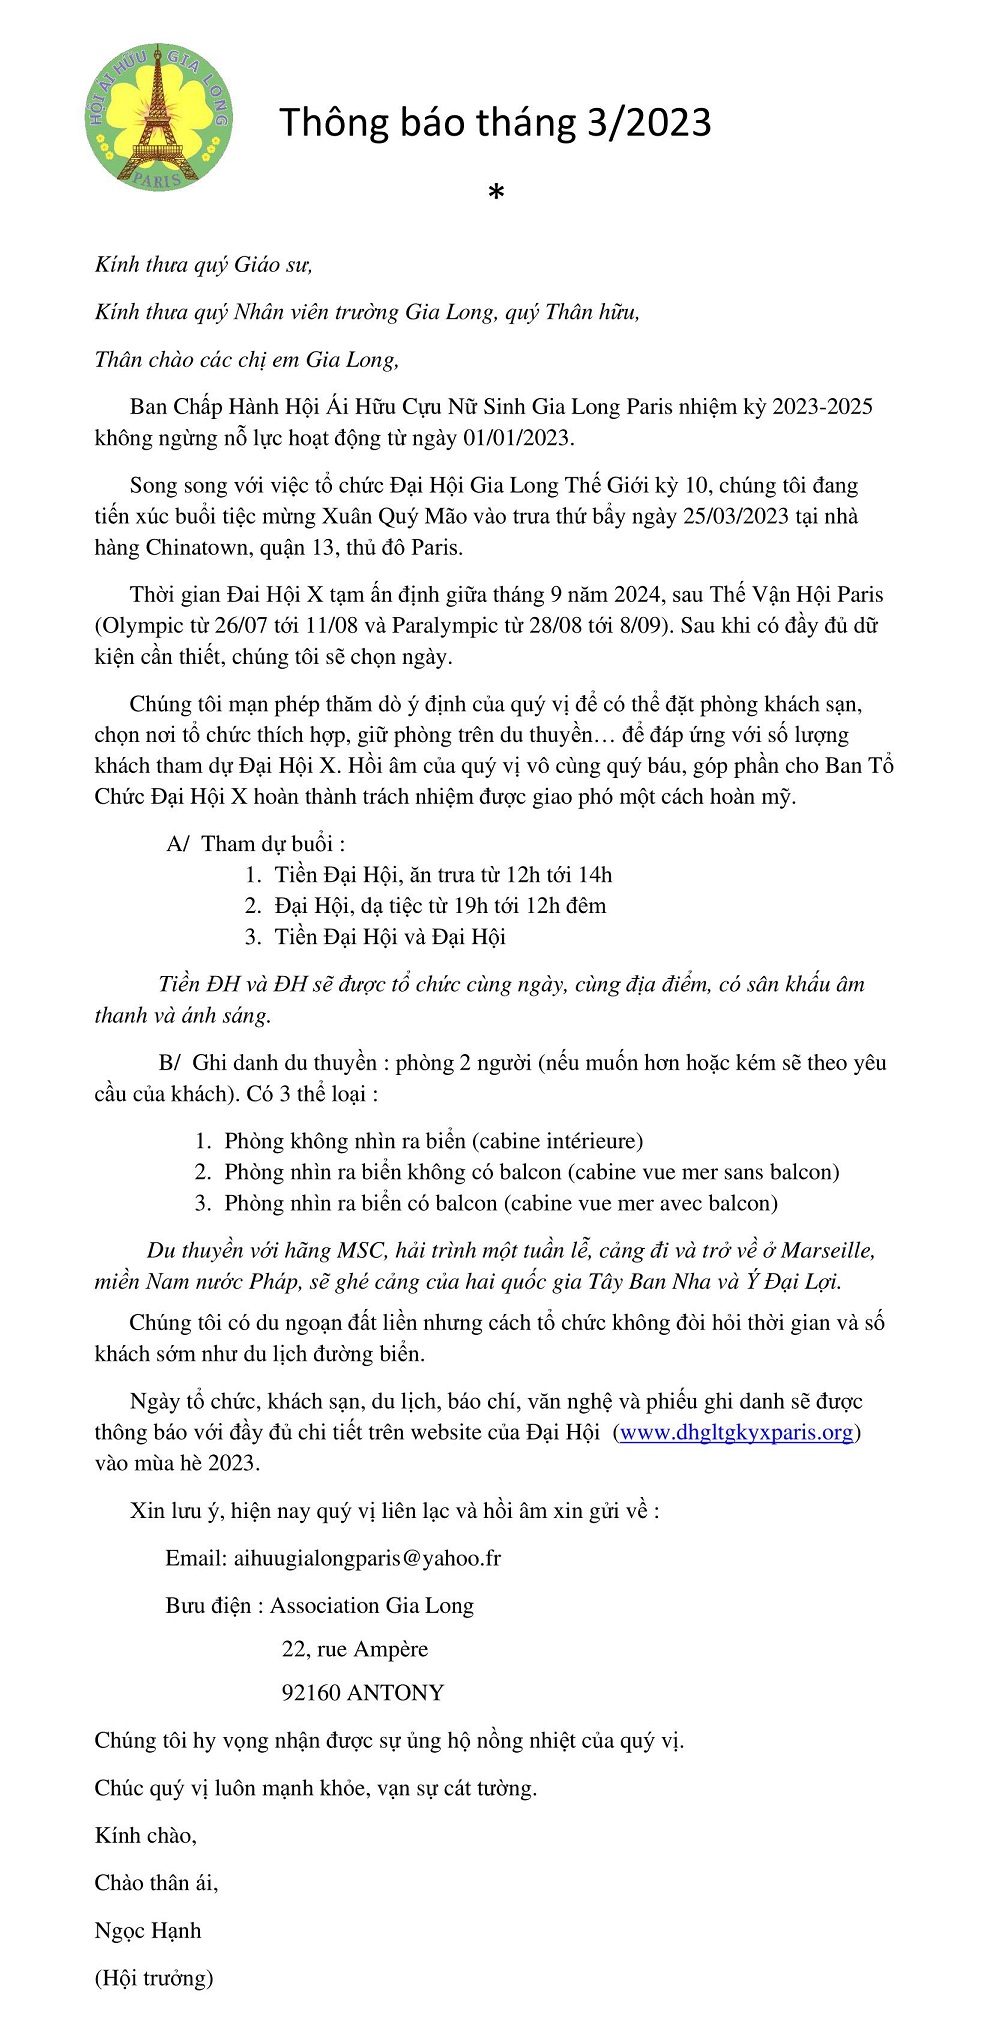 HỘI ÁI HỮU GIA LONG
PARIS
Thông báo tháng 3/2023
*
Kính thưa quý Giáo sư,
Kính thưa quý Nhân viên trường Gia Long, quý Thân hữu,
Thân chào các chị em Gia Long,
Ban Chấp Hành Hội Ái Hữu Cựu Nữ Sinh Gia Long Paris nhiệm kỳ 2023-2025
không ngừng nỗ lực hoạt động từ ngày 01/01/2023.
Song song với việc tổ chức Đại Hội Gia Long Thế Giới kỳ 10, chúng tôi đang
tiến xúc buổi tiệc mừng Xuân Quý Mão vào trưa thứ bẩy ngày 25/03/2023 tại nhà
hàng Chinatown, quận 13, thủ đô Paris.
Thời gian Đai Hội X tạm ấn định giữa tháng 9 năm 2024, sau Thế Vận Hội Paris
(Olympic từ 26/07 tới 11/08 và Paralympic từ 28/08 tới 8/09). Sau khi có đầy đủ dữ
kiện cần thiết, chúng tôi sẽ chọn ngày.
Chúng tôi mạn phép thăm dò ý định của quý vị để có thể đặt phòng khách sạn,
chọn nơi tổ chức thích hợp, giữ phòng trên du thuyền… để đáp ứng với số lượng
khách tham dự Đại Hội X. Hồi âm của quý vị vô cùng quý báu, góp phần cho Ban Tổ
Chức Đại Hội X hoàn thành trách nhiệm được giao phó một cách hoàn mỹ.
A/ Tham dự buổi :
1. Tiền Đại Hội, ăn trưa từ 12h tới 14h
2. Đại Hội, dạ tiệc từ 19h tới 12h đêm
3. Tiền Đại Hội và Đại Hội
Tiền ĐH và ĐH sẽ được tổ chức cùng ngày, cùng địa điểm, có sân khấu âm
thanh và ánh sáng.
B/ Ghi danh du thuyền : phòng 2 người (nếu muốn hơn hoặc kém sẽ theo yêu
cầu của khách). Có 3 thể loại :
1. Phòng không nhìn ra biển (cabine intérieure)
2. Phòng nhìn ra biển không có balcon (cabine vue mer sans balcon)
3. Phòng nhìn ra biển có balcon (cabine vue mer avec balcon)
Du thuyền với hãng MSC, hải trình một tuần lễ, cảng đi và trở về ở Marseille,
miền Nam nước Pháp, sẽ ghé cảng của hai quốc gia Tây Ban Nha và Ý Đại Lợi.
Chúng tôi có du ngoạn đất liền nhưng cách tổ chức không đòi hỏi thời gian và số
khách sớm như du lịch đường biển.
Ngày tổ chức, khách sạn, du lịch, báo chí, văn nghệ và phiếu ghi danh sẽ được
thông báo với đầy đủ chi tiết trên website của Đại Hội (www.dhgltgkyxparis.org)
vào mùa hè 2023.
Xin lưu ý, hiện nay quý vị liên lạc và hồi âm xin gửi về :
Email: aihuugialongparis@yahoo.fr
Bưu điện : Association Gia Long
22, rue Ampère
92160 ANTONY
Chúng tôi hy vọng nhận được sự ủng hộ nồng nhiệt của quý vị.
Chúc quý vị luôn mạnh khỏe, vạn sự cát tường.
Kính chào,
Chào thân ái,
Ngọc Hạnh
(Hội trưởng)